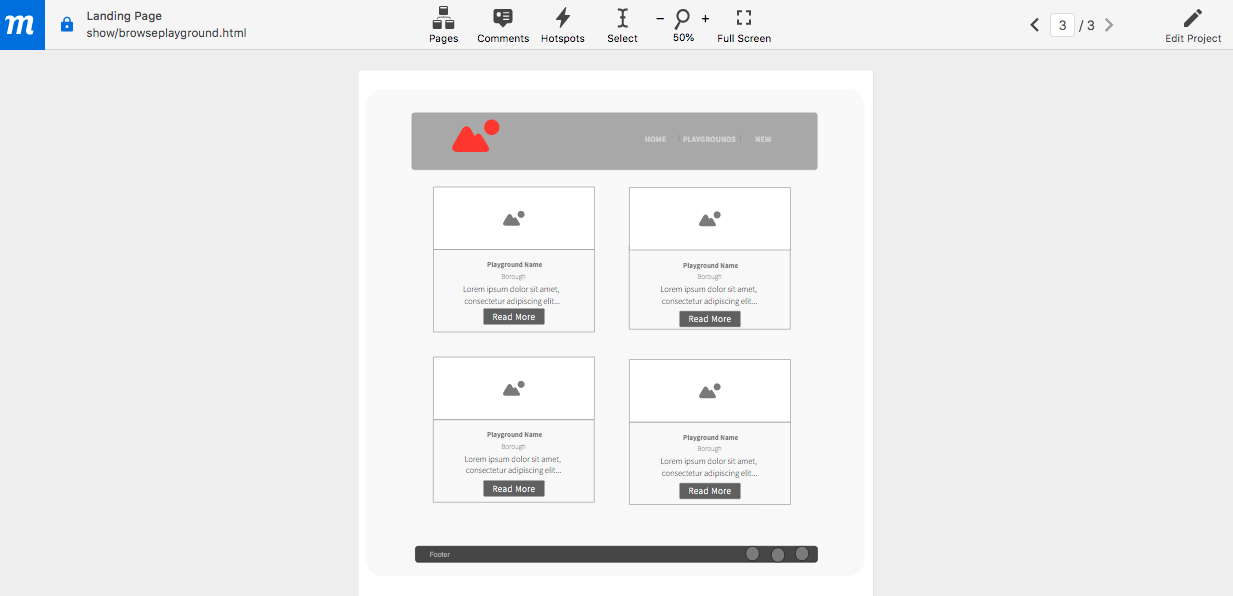 m
Landing Page
show/browseplayground.html
Pages
Comments
Hotspots
Select
− 50% +
Full Screen
3 / 3
Edit Project
HOME | PLAYGROUNDS | NEW
Playground Name
Borough
Lorem ipsum dolor sit amet,
consectetur adipiscing elit...
Read More
Playground Name
Borough
Lorem ipsum dolor sit amet,
consectetur adipiscing elit...
Read More
Playground Name
Borough
Lorem ipsum dolor sit amet,
consectetur adipiscing elit...
Read More
Playground Name
Borough
Lorem ipsum dolor sit amet,
consectetur adipiscing elit...
Read More
Footer